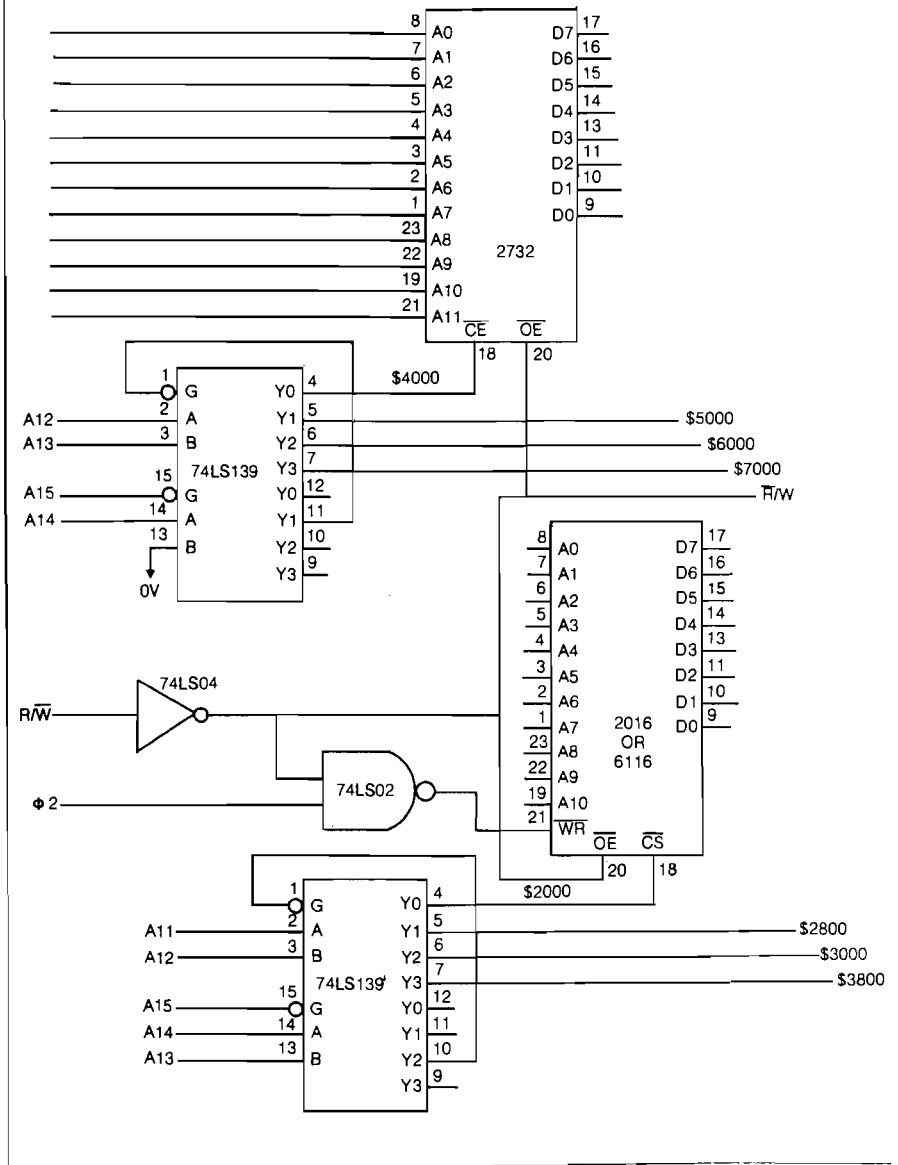 8 A0 D7 17
7 A1 D6 16
6 A2 D5 15
5 A3 D4 14
4 A4 D3 13
3 A5 D2 11
2 A6 D1 10
1 A7 D0 9
23 A8
22 A9 2732
19 A10
21 A11 C̅E̅ O̅E̅
18 20
1 G Y0 4 $4000
A12 2 A Y1 5 $5000
A13 3 B Y2 6 $6000
74LS139 Y3 7 $7000
A15 15 G Y0 12 R̅/W
A14 14 A Y1 11
13 B Y2 10
Y3 9
0V
8 A0 D7 17
7 A1 D6 16
6 A2 D5 15
5 A3 D4 14
4 A4 D3 13
3 A5 D2 11
2 A6 D1 10
1 A7 D0 9
23 A8
22 A9
19 A10
21 W̅R̅
2016
OR
6116
O̅E̅ C̅S̅
20 18
74LS04
R/W̅
74LS02
Φ2
1 G Y0 4 $2000
A11 2 A Y1 5 $2800
A12 3 B Y2 6 $3000
74LS139 Y3 7 $3800
A15 15 G Y0 12
A14 14 A Y1 11
A13 13 B Y2 10
Y3 9